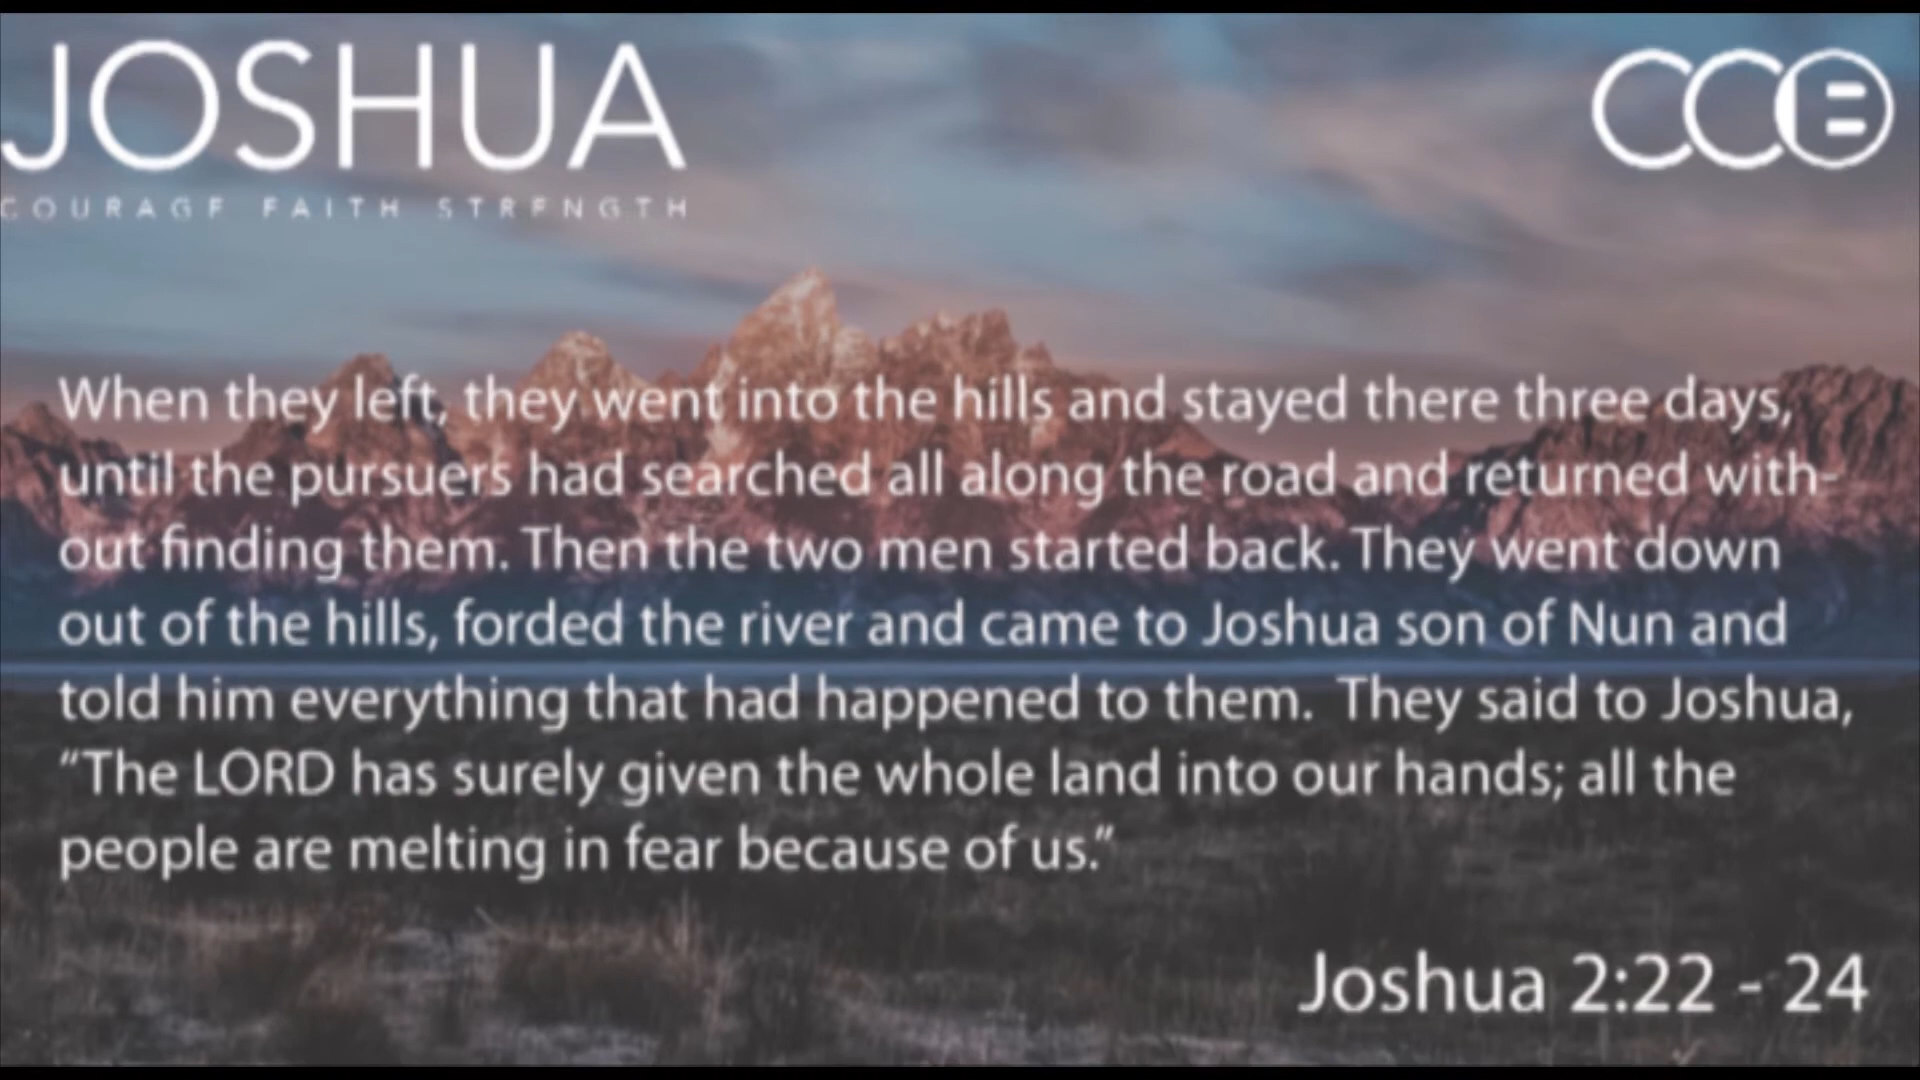 JOSHUA
COURAGE FAITH STRENGTH
CCB
When they left, they went into the hills and stayed there three days,
until the pursuers had searched all along the road and returned with-
out finding them. Then the two men started back. They went down
out of the hills, forded the river and came to Joshua son of Nun and
told him everything that had happened to them.  They said to Joshua,
“The LORD has surely given the whole land into our hands; all the
people are melting in fear because of us.”
Joshua 2:22 - 24